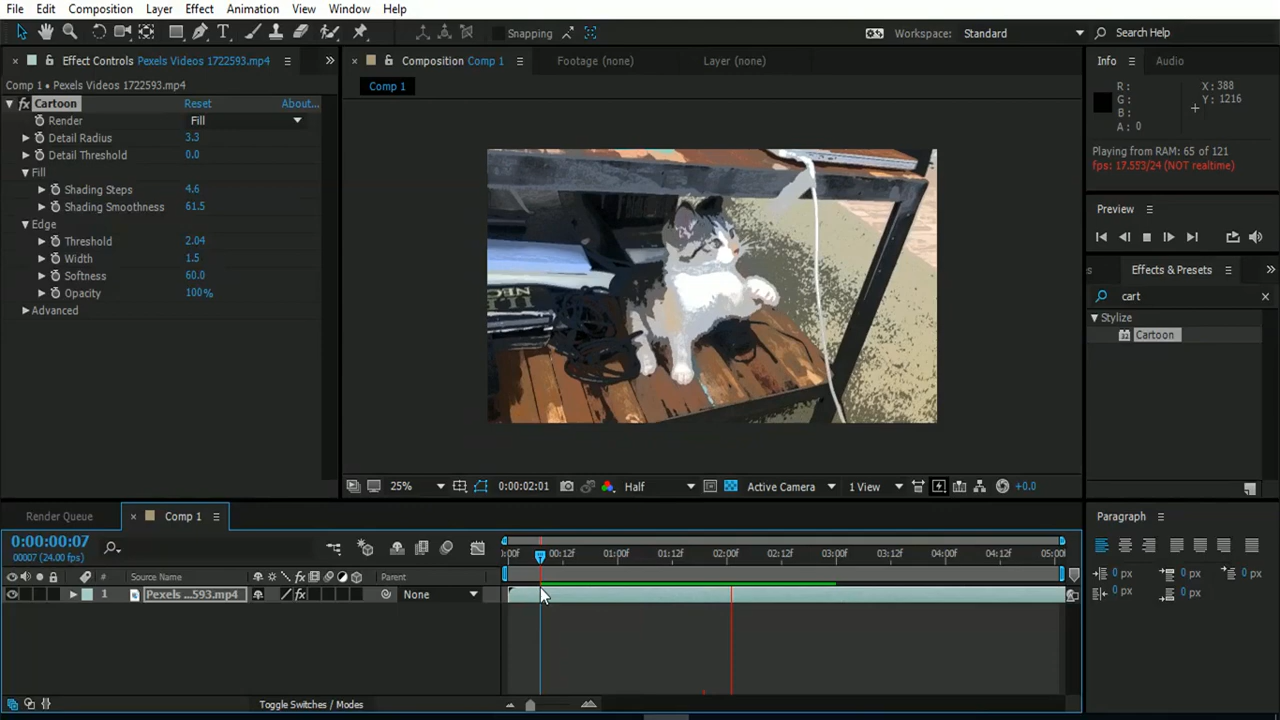 File Edit Composition Layer Effect Animation View Window Help
Snapping Workspace: Standard Search Help
Effect Controls Pexels Videos 1722593.mp4
Composition Comp 1
Footage (none)
Layer (none)
Info Audio
Comp 1 • Pexels Videos 1722593.mp4
Comp 1
R: X: 388
G: Y: 1216
B:
A: 0
fx Cartoon Reset About...
Render Fill
Detail Radius 3.3
Detail Threshold 0.0
Fill
Shading Steps 4.6
Shading Smoothness 61.5
Edge
Threshold 2.04
Width 1.5
Softness 60.0
Opacity 100%
Advanced
Playing from RAM: 65 of 121
fps: 17.553/24 (NOT realtime)
Preview
Effects & Presets
cart
Stylize
32 Cartoon
25% 0:00:02:01 Half Active Camera 1 View +0.0
Render Queue Comp 1
0:00:00:07
00007 (24.00 fps)
:00f 00:12f 01:00f 01:12f 02:00f 02:12f 03:00f 03:12f 04:00f 04:12f 05:00
# Source Name Parent
1 Pexels ...593.mp4 fx None
Toggle Switches / Modes
Paragraph
0 px 0 px 0 px
0 px 0 px